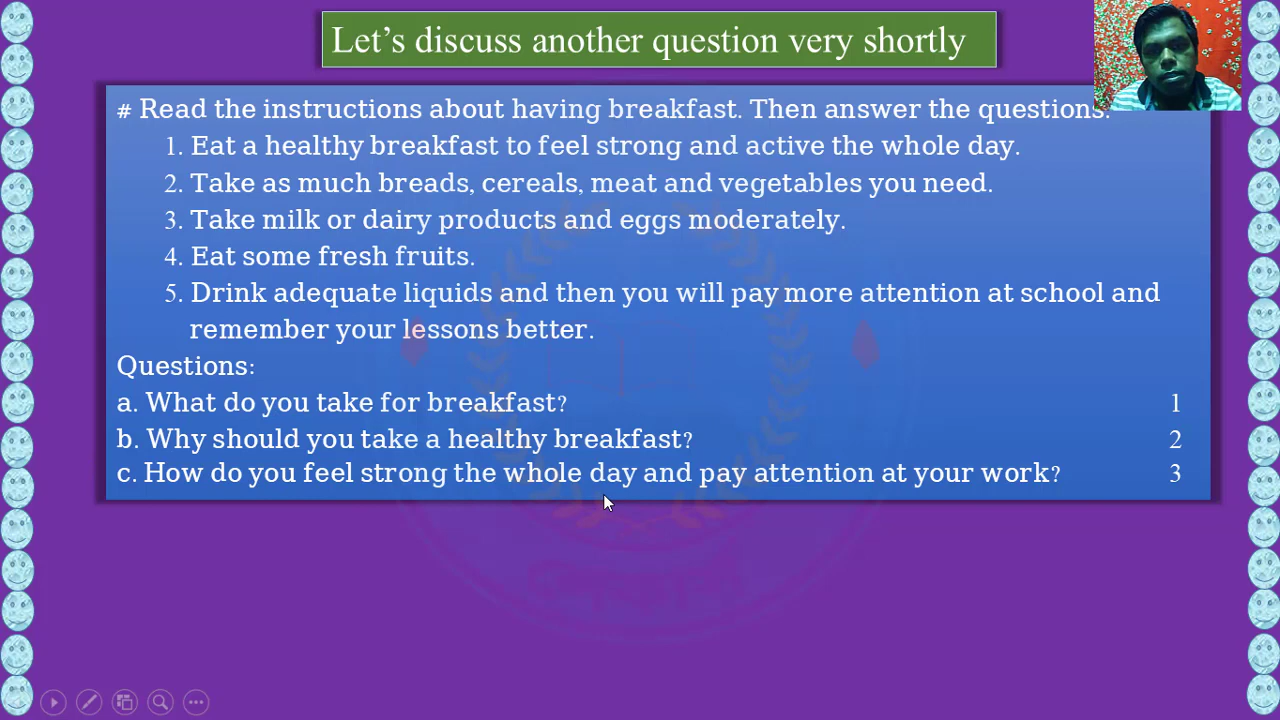 Let's discuss another question very shortly
# Read the instructions about having breakfast. Then answer the questions.
1. Eat a healthy breakfast to feel strong and active the whole day.
2. Take as much breads, cereals, meat and vegetables you need.
3. Take milk or dairy products and eggs moderately.
4. Eat some fresh fruits.
5. Drink adequate liquids and then you will pay more attention at school and
remember your lessons better.
Questions:
a. What do you take for breakfast? 1
b. Why should you take a healthy breakfast? 2
c. How do you feel strong the whole day and pay attention at your work? 3